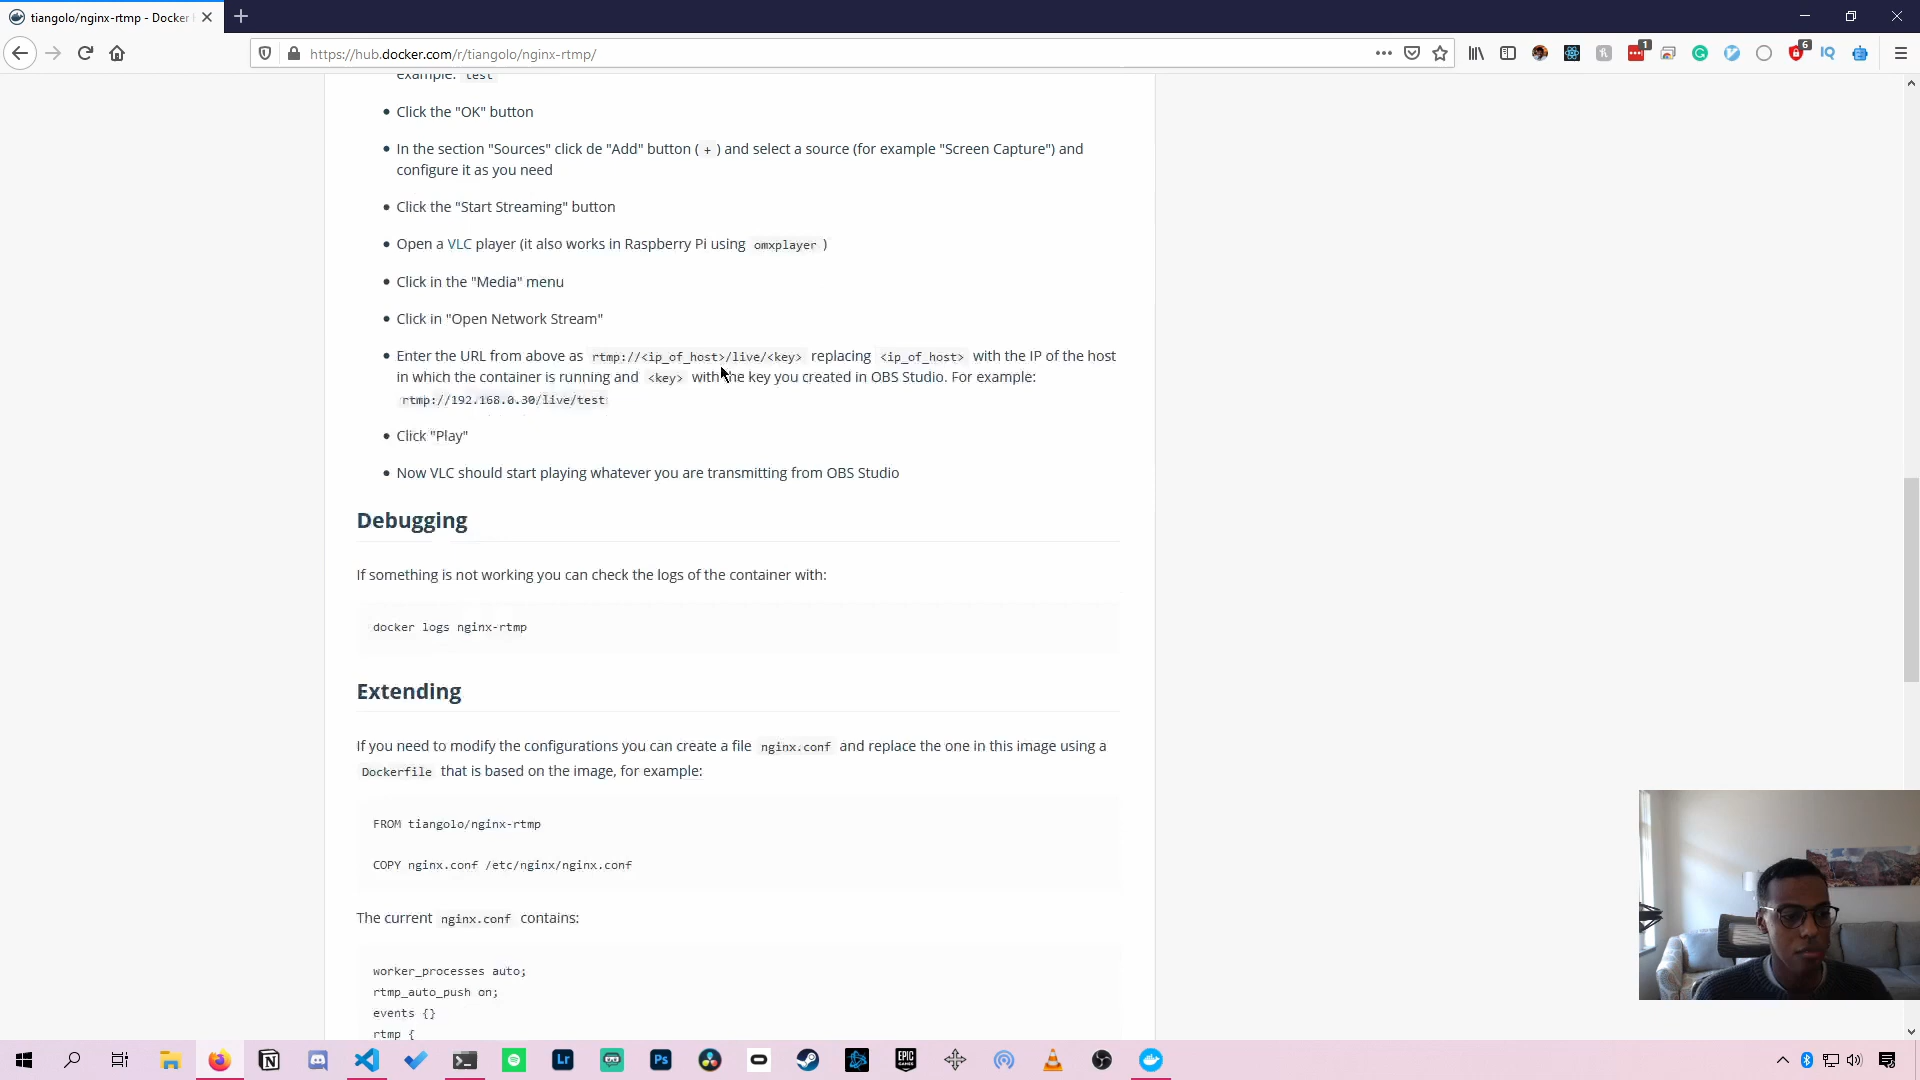 tiangolo/nginx-rtmp - Docker
https://hub.docker.com/r/tiangolo/nginx-rtmp/
1
6
IQ
example: test
Click the "OK" button
In the section "Sources" click de "Add" button ( + ) and select a source (for example "Screen Capture") and
configure it as you need
Click the "Start Streaming" button
Open a VLC player (it also works in Raspberry Pi using omxplayer )
Click in the "Media" menu
Click in "Open Network Stream"
Enter the URL from above as rtmp://<ip_of_host>/live/<key> replacing <ip_of_host> with the IP of the host
in which the container is running and <key> with the key you created in OBS Studio. For example:
rtmp://192.168.0.30/live/test
Click "Play"
Now VLC should start playing whatever you are transmitting from OBS Studio
Debugging
If something is not working you can check the logs of the container with:
docker logs nginx-rtmp
Extending
If you need to modify the configurations you can create a file nginx.conf and replace the one in this image using a
Dockerfile that is based on the image, for example:
FROM tiangolo/nginx-rtmp
COPY nginx.conf /etc/nginx/nginx.conf
The current nginx.conf contains:
worker_processes auto;
rtmp_auto_push on;
events {}
rtmp {
Lr
Ps
EPIC
GAMES